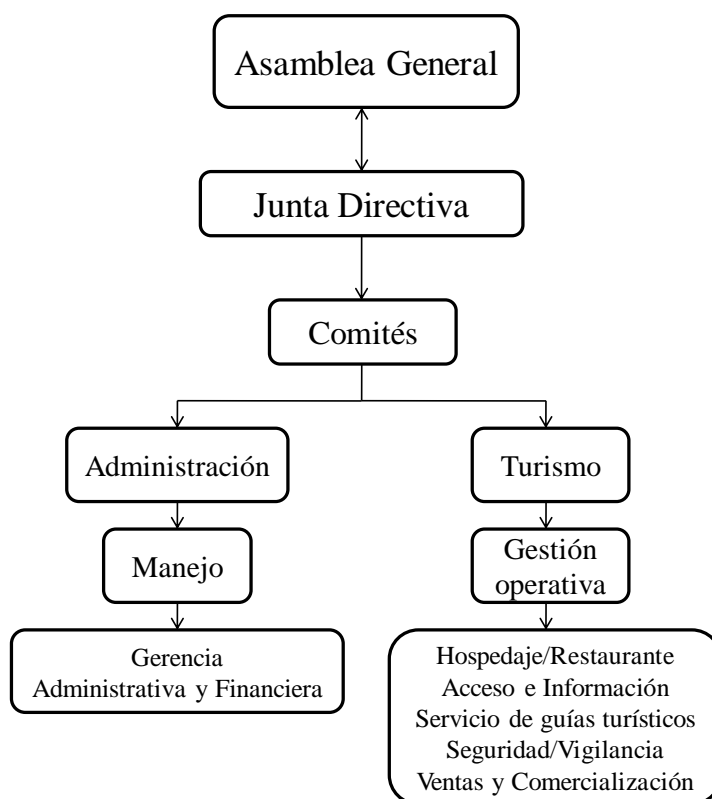 Asamblea General
Junta Directiva
Comités
Administración
Turismo
Manejo
Gestión
operativa
Gerencia
Administrativa y Financiera
Hospedaje/Restaurante
Acceso e Información
Servicio de guías turísticos
Seguridad/Vigilancia
Ventas y Comercialización